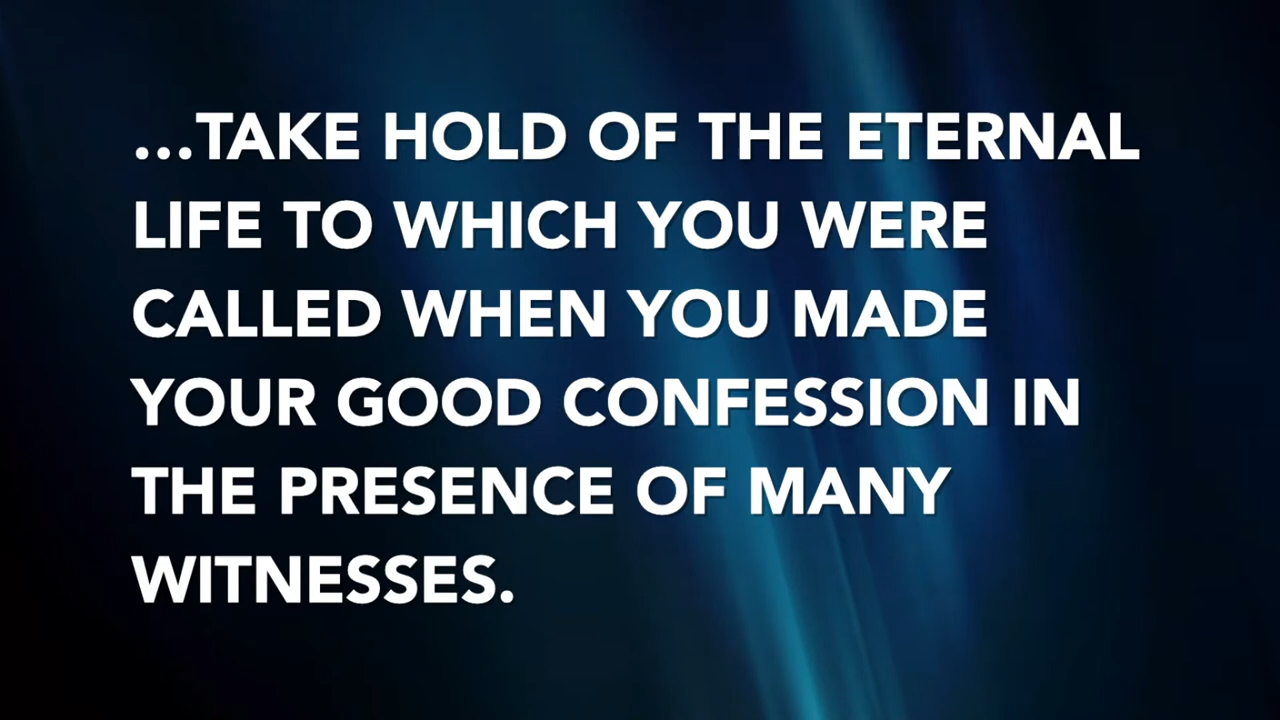 ...TAKE HOLD OF THE ETERNAL
LIFE TO WHICH YOU WERE
CALLED WHEN YOU MADE
YOUR GOOD CONFESSION IN
THE PRESENCE OF MANY
WITNESSES.